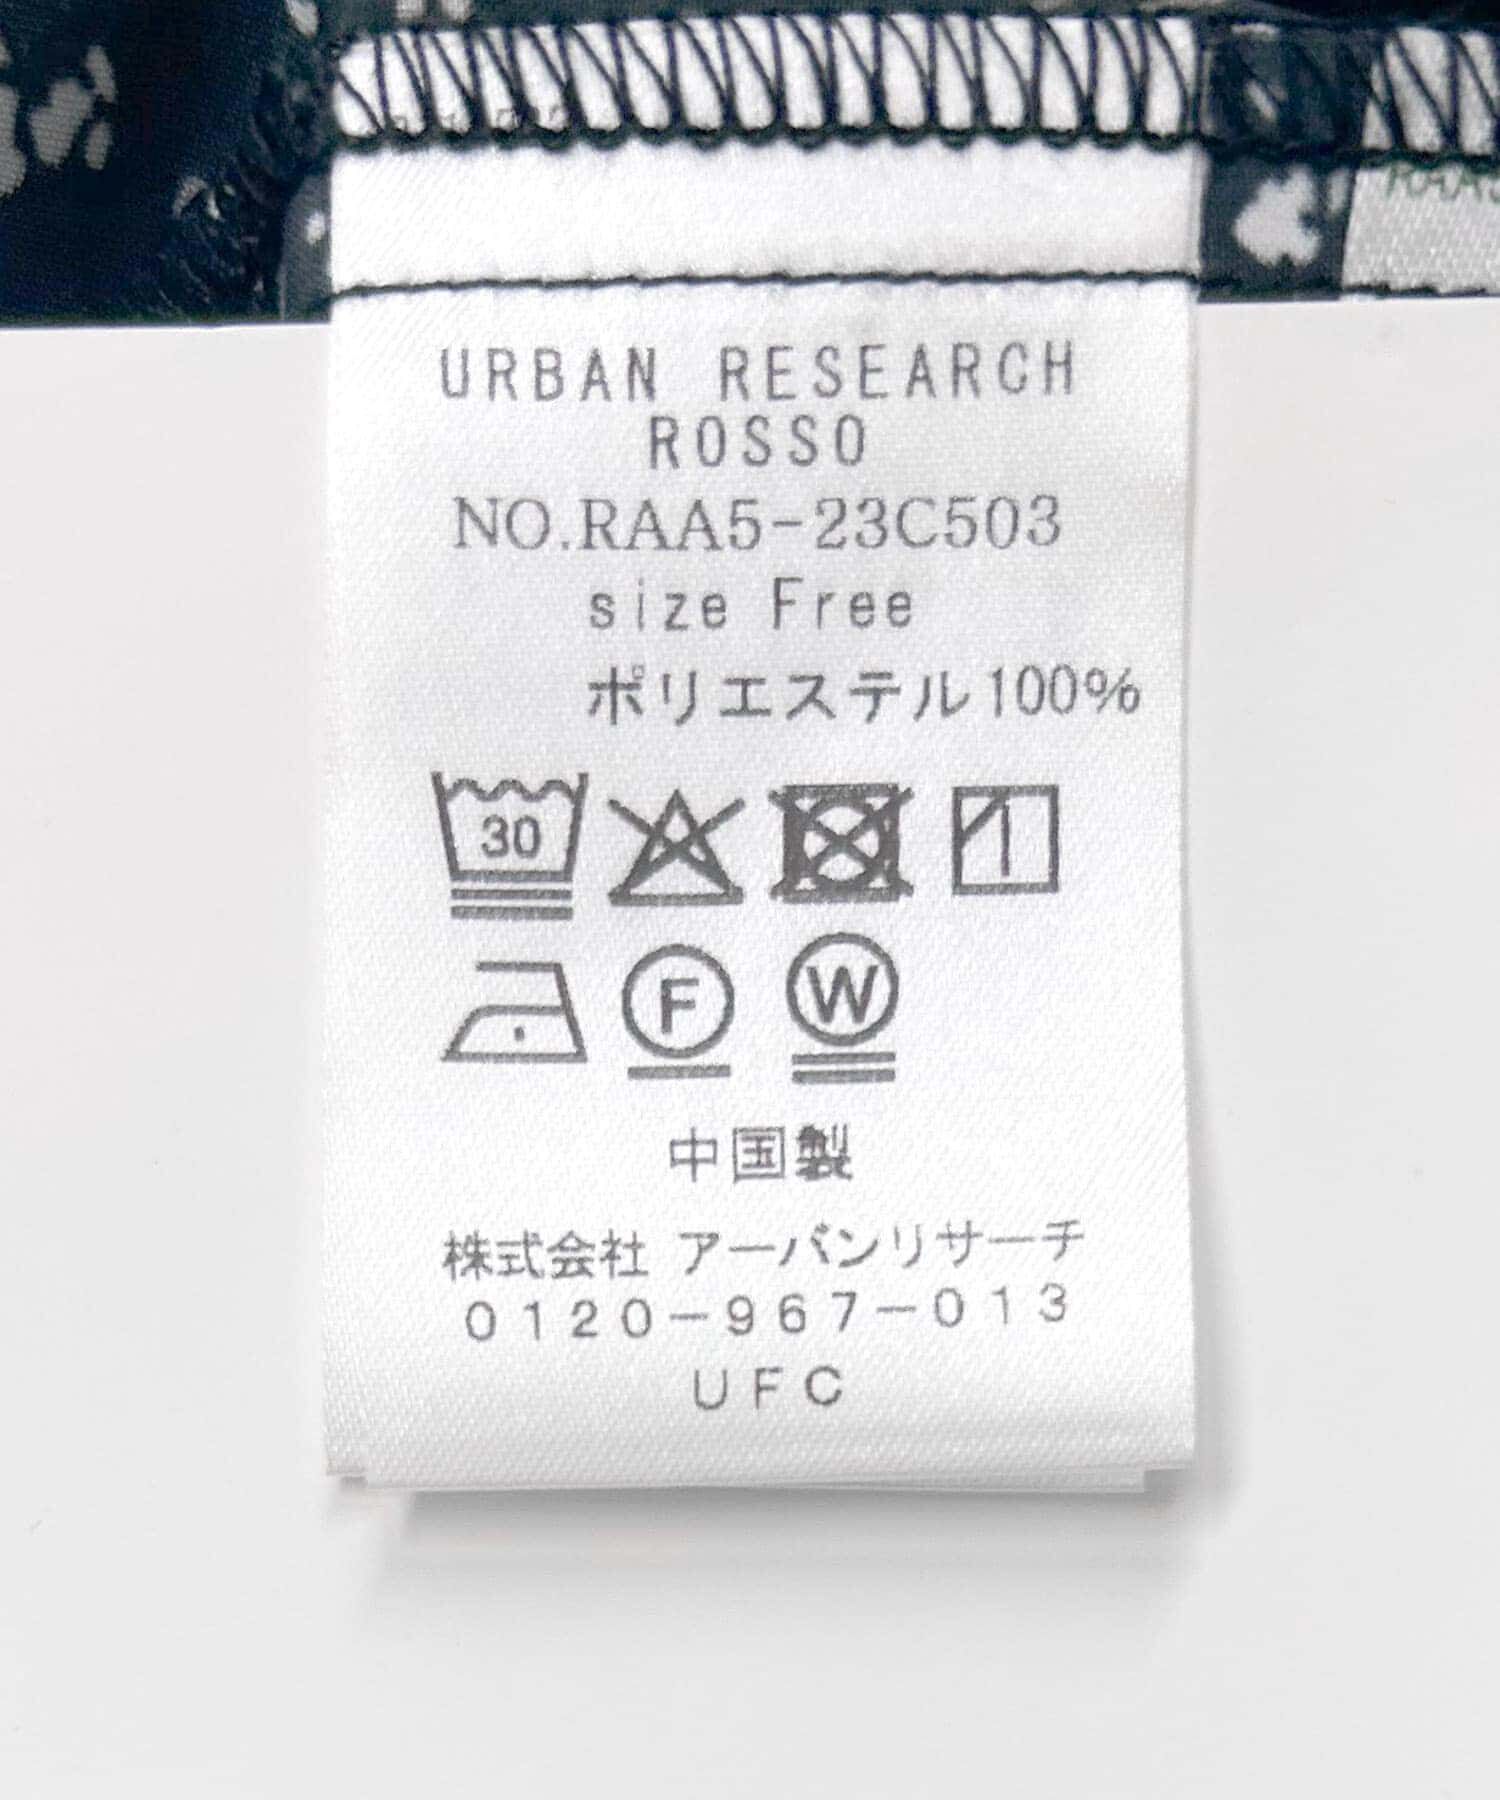 URBAN RESEARCH
ROSSO
NO.RAA5-23C503
size Free
ポリエステル100%
30
F
W
中国製
株式会社 アーバンリサーチ
0120-967-013
UFC